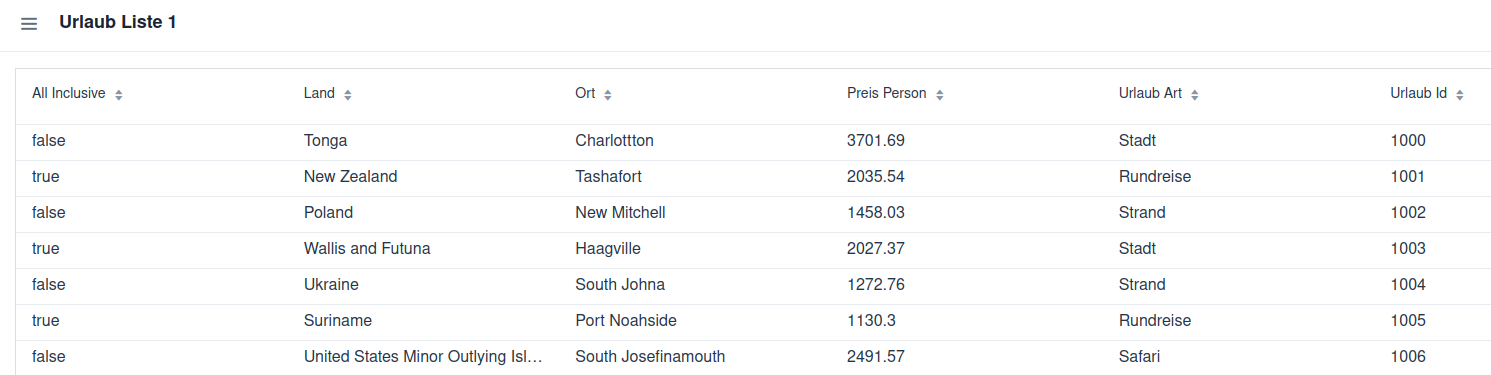 Urlaub Liste 1
All Inclusive Land Ort Preis Person Urlaub Art Urlaub Id
false Tonga Charlottton 3701.69 Stadt 1000
true New Zealand Tashafort 2035.54 Rundreise 1001
false Poland New Mitchell 1458.03 Strand 1002
true Wallis and Futuna Haagville 2027.37 Stadt 1003
false Ukraine South Johna 1272.76 Strand 1004
true Suriname Port Noahside 1130.3 Rundreise 1005
false United States Minor Outlying Isl… South Josefinamouth 2491.57 Safari 1006